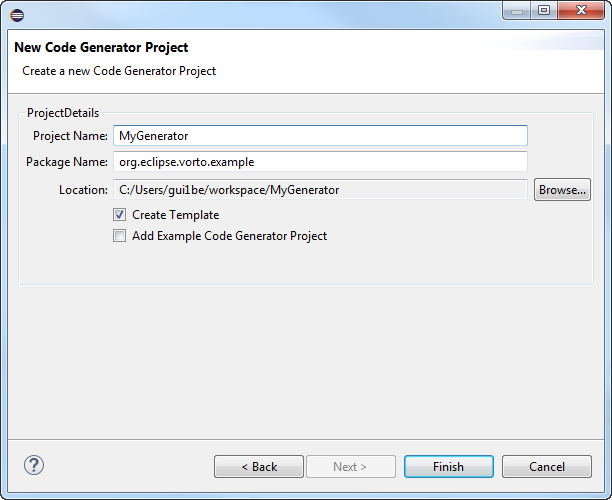 New Code Generator Project
Create a new Code Generator Project
ProjectDetails
Project Name: MyGenerator
Package Name: org.eclipse.vorto.example
Location: C:/Users/gui1be/workspace/MyGenerator Browse...
Create Template
Add Example Code Generator Project
? < Back Next > Finish Cancel